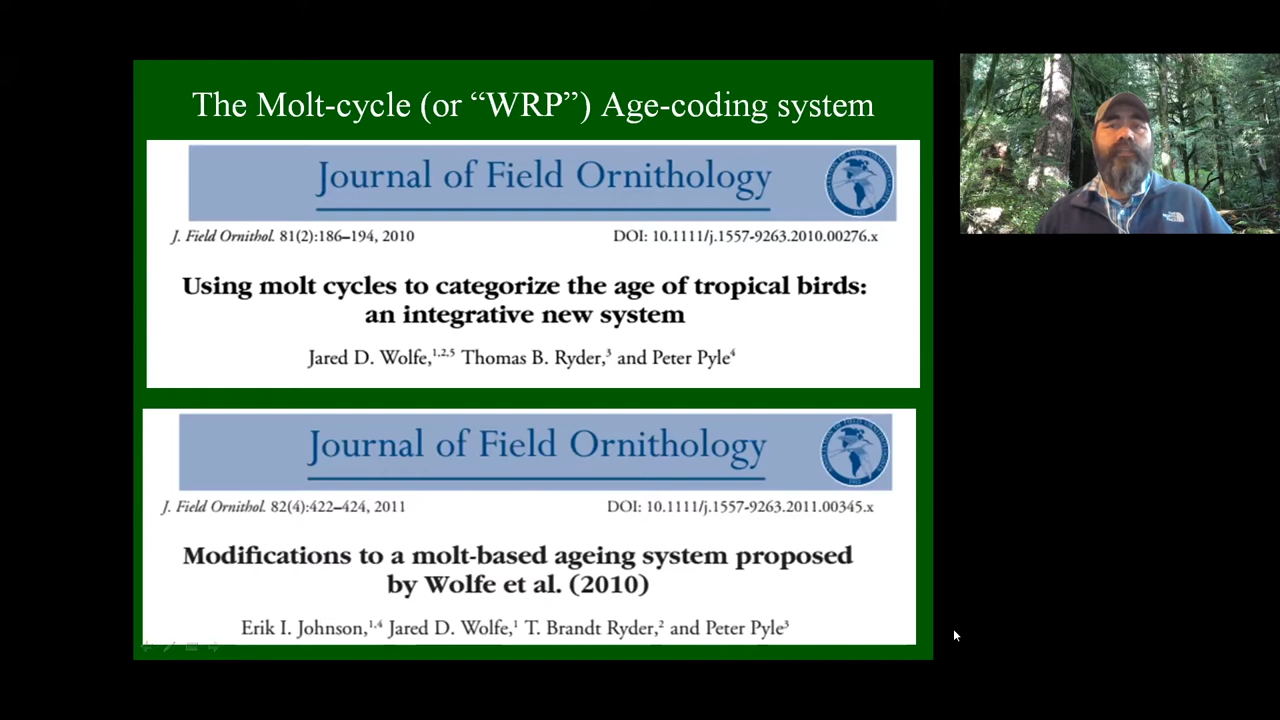 The Molt-cycle (or “WRP”) Age-coding system
Journal of Field Ornithology
J. Field Ornithol. 81(2):186–194, 2010
DOI: 10.1111/j.1557-9263.2010.00276.x
Using molt cycles to categorize the age of tropical birds:
an integrative new system
Jared D. Wolfe,1,2,5 Thomas B. Ryder,3 and Peter Pyle4
Journal of Field Ornithology
J. Field Ornithol. 82(4):422–424, 2011
DOI: 10.1111/j.1557-9263.2011.00345.x
Modifications to a molt-based ageing system proposed
by Wolfe et al. (2010)
Erik I. Johnson,1,4 Jared D. Wolfe,1 T. Brandt Ryder,2 and Peter Pyle3